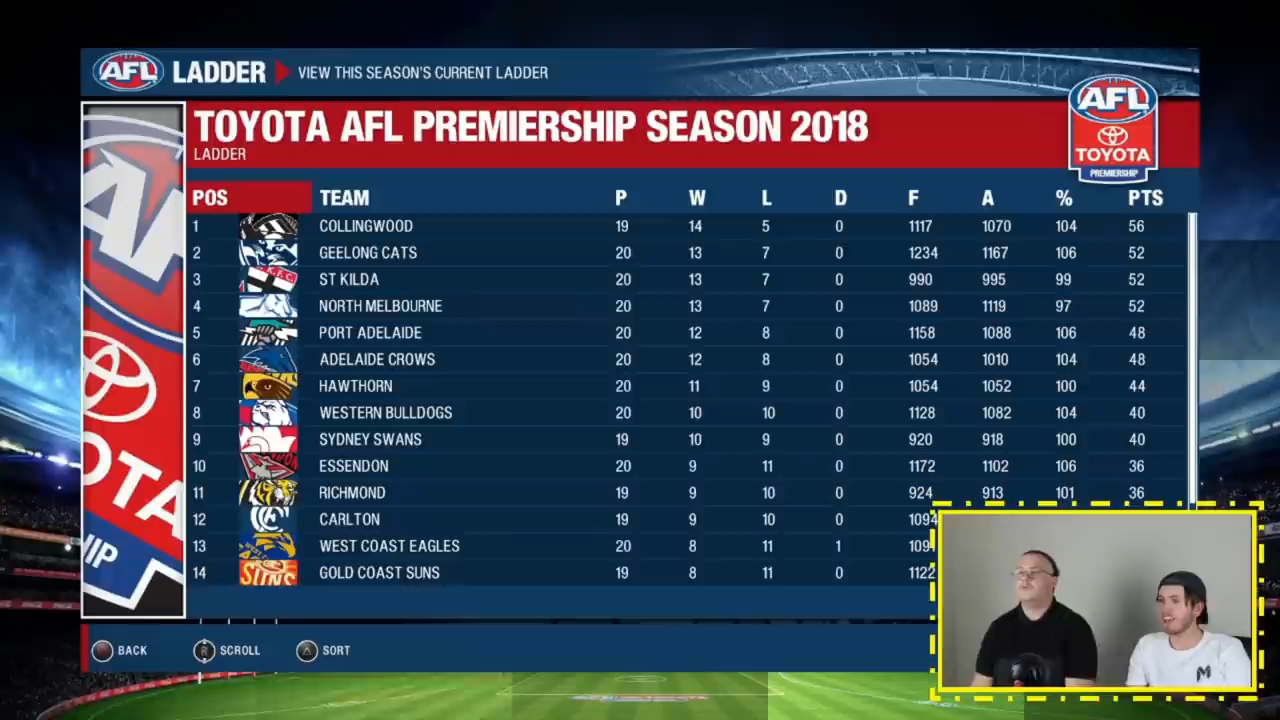 AFL LADDER VIEW THIS SEASON'S CURRENT LADDER
TOYOTA AFL PREMIERSHIP SEASON 2018
LADDER
AFL
TOYOTA
PREMIERSHIP
POS TEAM P W L D F A % PTS
1 COLLINGWOOD 19 14 5 0 1117 1070 104 56
2 GEELONG CATS 20 13 7 0 1234 1167 106 52
3 ST KILDA 20 13 7 0 990 995 99 52
4 NORTH MELBOURNE 20 13 7 0 1089 1119 97 52
5 PORT ADELAIDE 20 12 8 0 1158 1088 106 48
6 ADELAIDE CROWS 20 12 8 0 1054 1010 104 48
7 HAWTHORN 20 11 9 0 1054 1052 100 44
8 WESTERN BULLDOGS 20 10 10 0 1128 1082 104 40
9 SYDNEY SWANS 19 10 9 0 920 918 100 40
10 ESSENDON 20 9 11 0 1172 1102 106 36
11 RICHMOND 19 9 10 0 924 913 101 36
12 CARLTON 19 9 10 0 1094
13 WEST COAST EAGLES 20 8 11 1 109
14 SUNS GOLD COAST SUNS 19 8 11 0 1122
A
OTA
IP
BACK R SCROLL SORT
M